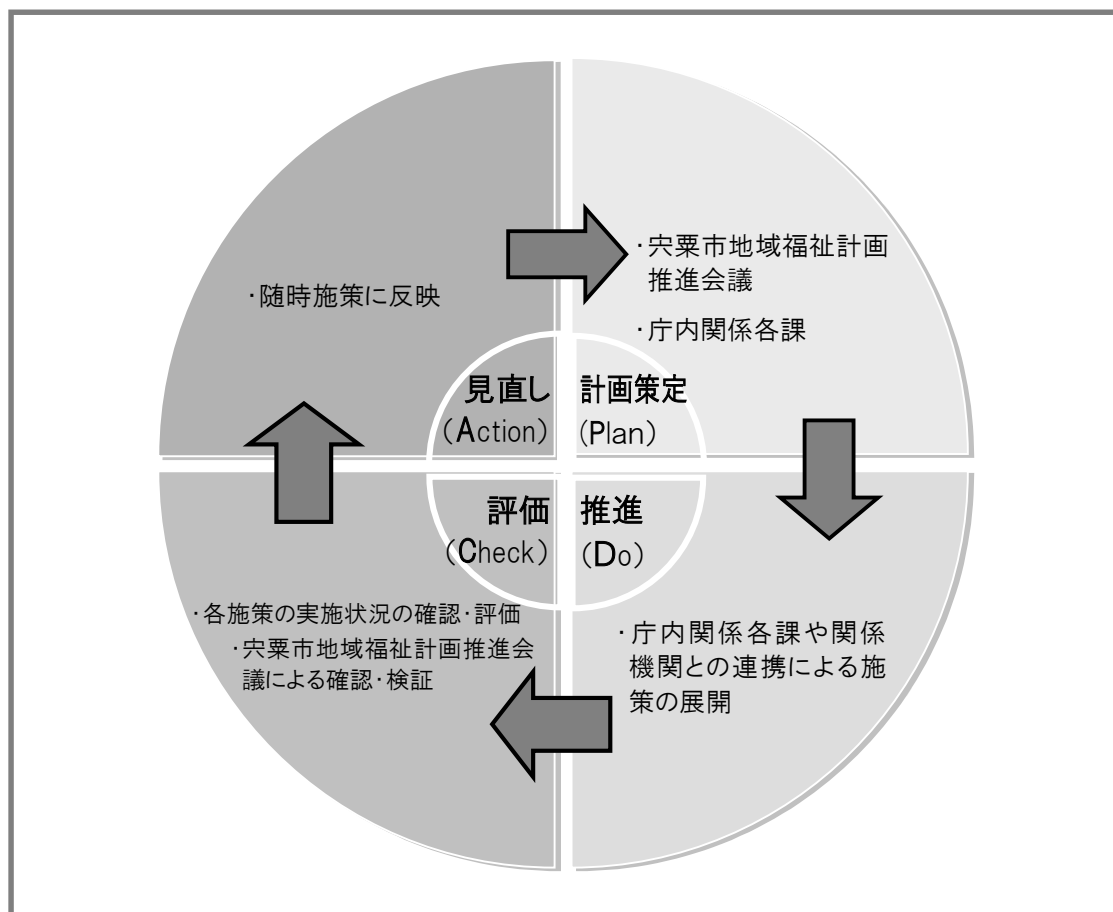 ・随時施策に反映
見直し
(Action)
・宍粟市地域福祉計画
推進会議
・庁内関係各課
計画策定
(Plan)
評価
(Check)
・各施策の実施状況の確認・評価
・宍粟市地域福祉計画推進会
議による確認・検証
推進
(Do)
・庁内関係各課や関係
機関との連携による施
策の展開